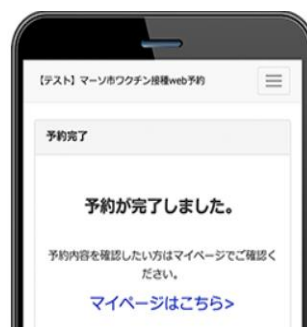 【テスト】マーソ市ワクチン接種web予約
予約完了
予約が完了しました。
予約内容を確認したい方はマイページでご確認く
ださい。
マイページはこちら>